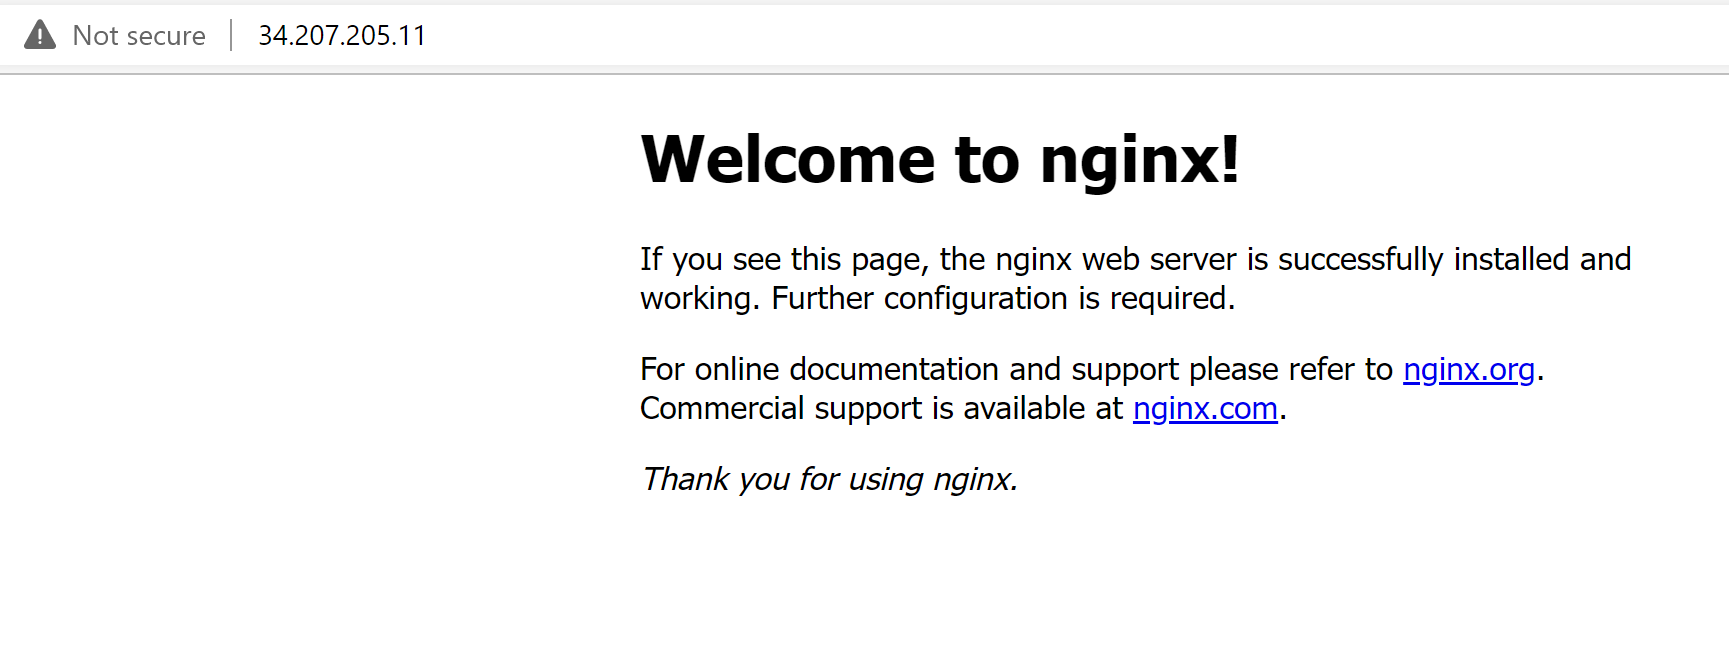 Not secure 34.207.205.11
Welcome to nginx!
If you see this page, the nginx web server is successfully installed and
working. Further configuration is required.
For online documentation and support please refer to nginx.org.
Commercial support is available at nginx.com.
Thank you for using nginx.